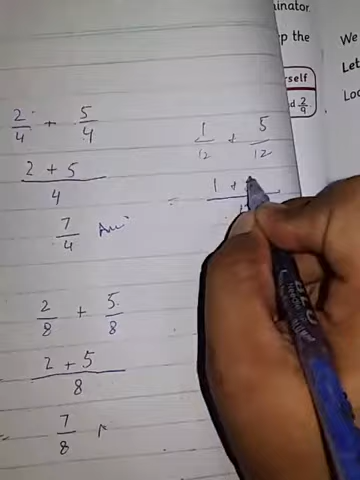 2/4 + 5/4
2 + 5 / 4
7/4 Ans
2/8 + 5/8
2 + 5 / 8
= 7/8
1/12 + 5/12
= 1 +
inator
p the
rself
d 2/9.
We
Let
Loo